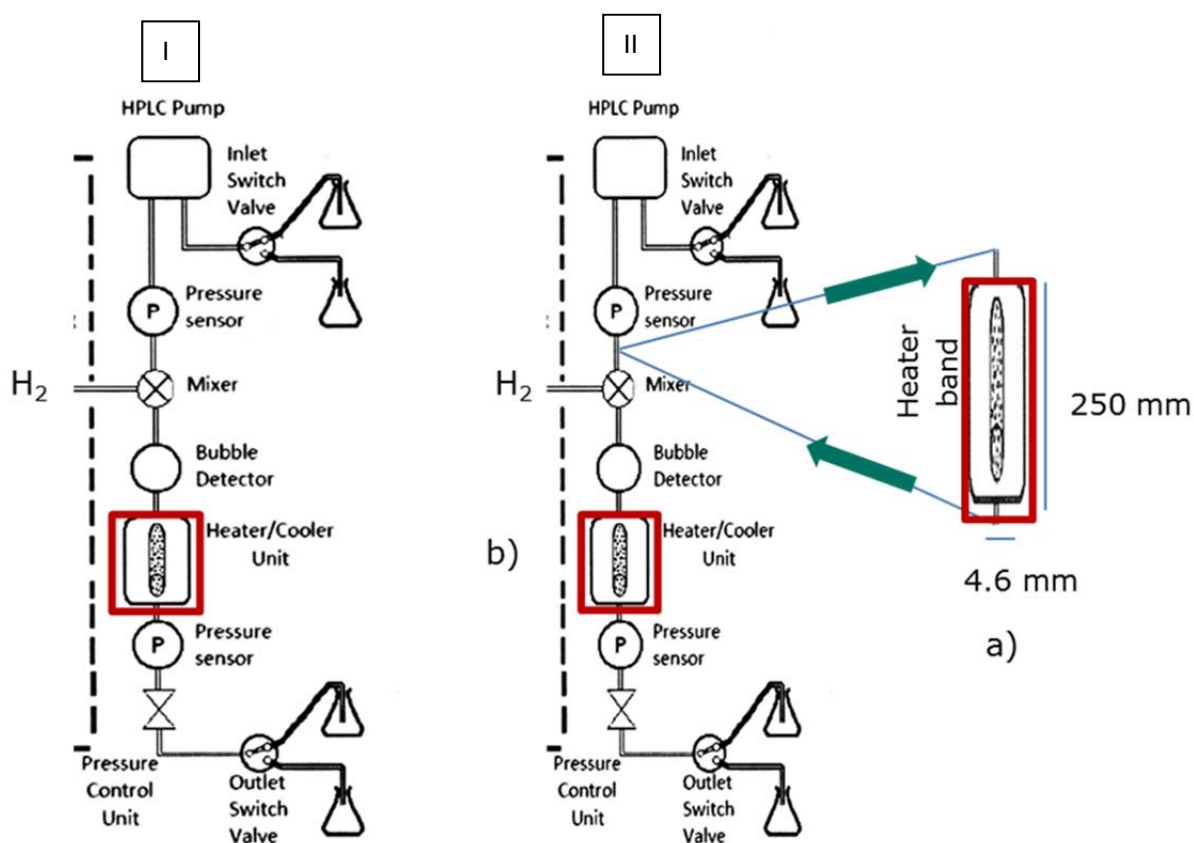 I
HPLC Pump
Inlet
Switch
Valve
Pressure
sensor
P
H2
Mixer
Bubble
Detector
Heater/Cooler
Unit
Pressure
sensor
P
Pressure
Control
Unit
Outlet
Switch
Valve
II
HPLC Pump
Inlet
Switch
Valve
Pressure
sensor
P
H2
Mixer
Bubble
Detector
b)
Heater/Cooler
Unit
Pressure
sensor
P
Pressure
Control
Unit
Outlet
Switch
Valve
Heater
band
250 mm
4.6 mm
a)